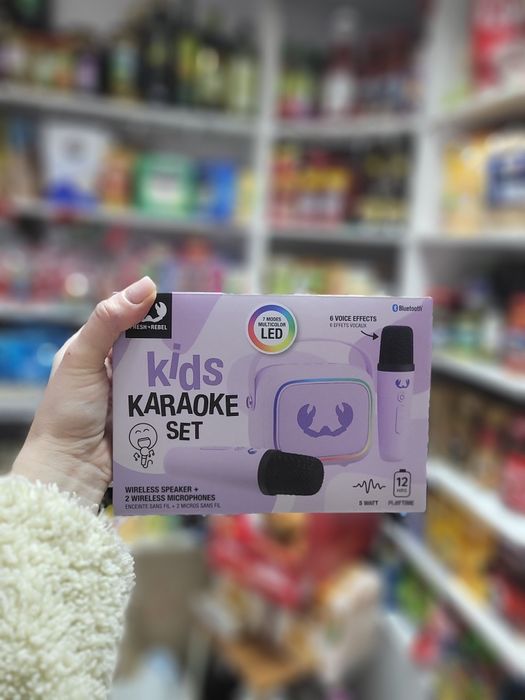 FRESH 'N REBEL
7 MODES
MULTICOLOR
LED
6 VOICE EFFECTS
6 EFFETS VOCAUX
Bluetooth
kids
KARAOKE
SET
WIRELESS SPEAKER +
2 WIRELESS MICROPHONES
ENCEINTE SANS FIL + 2 MICROS SANS FIL
5 WATT
12
HRS
PLAYTIME